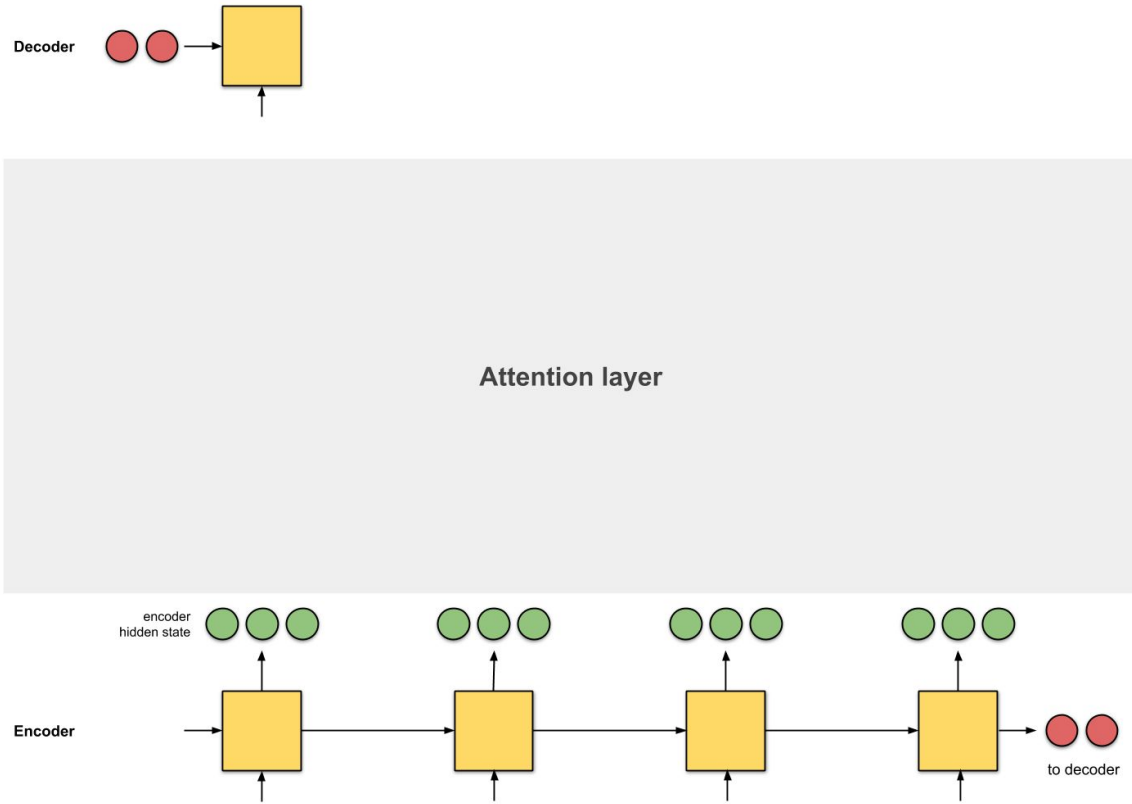 Decoder
Attention layer
encoder
hidden state
Encoder
to decoder